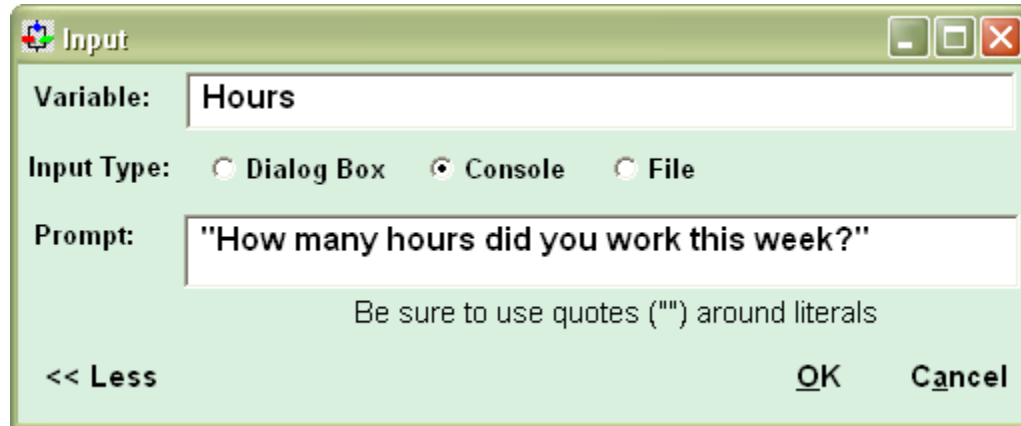 Input
Variable: Hours
Input Type: Dialog Box Console File
Prompt: "How many hours did you work this week?"
Be sure to use quotes ("") around literals
<< Less OK Cancel